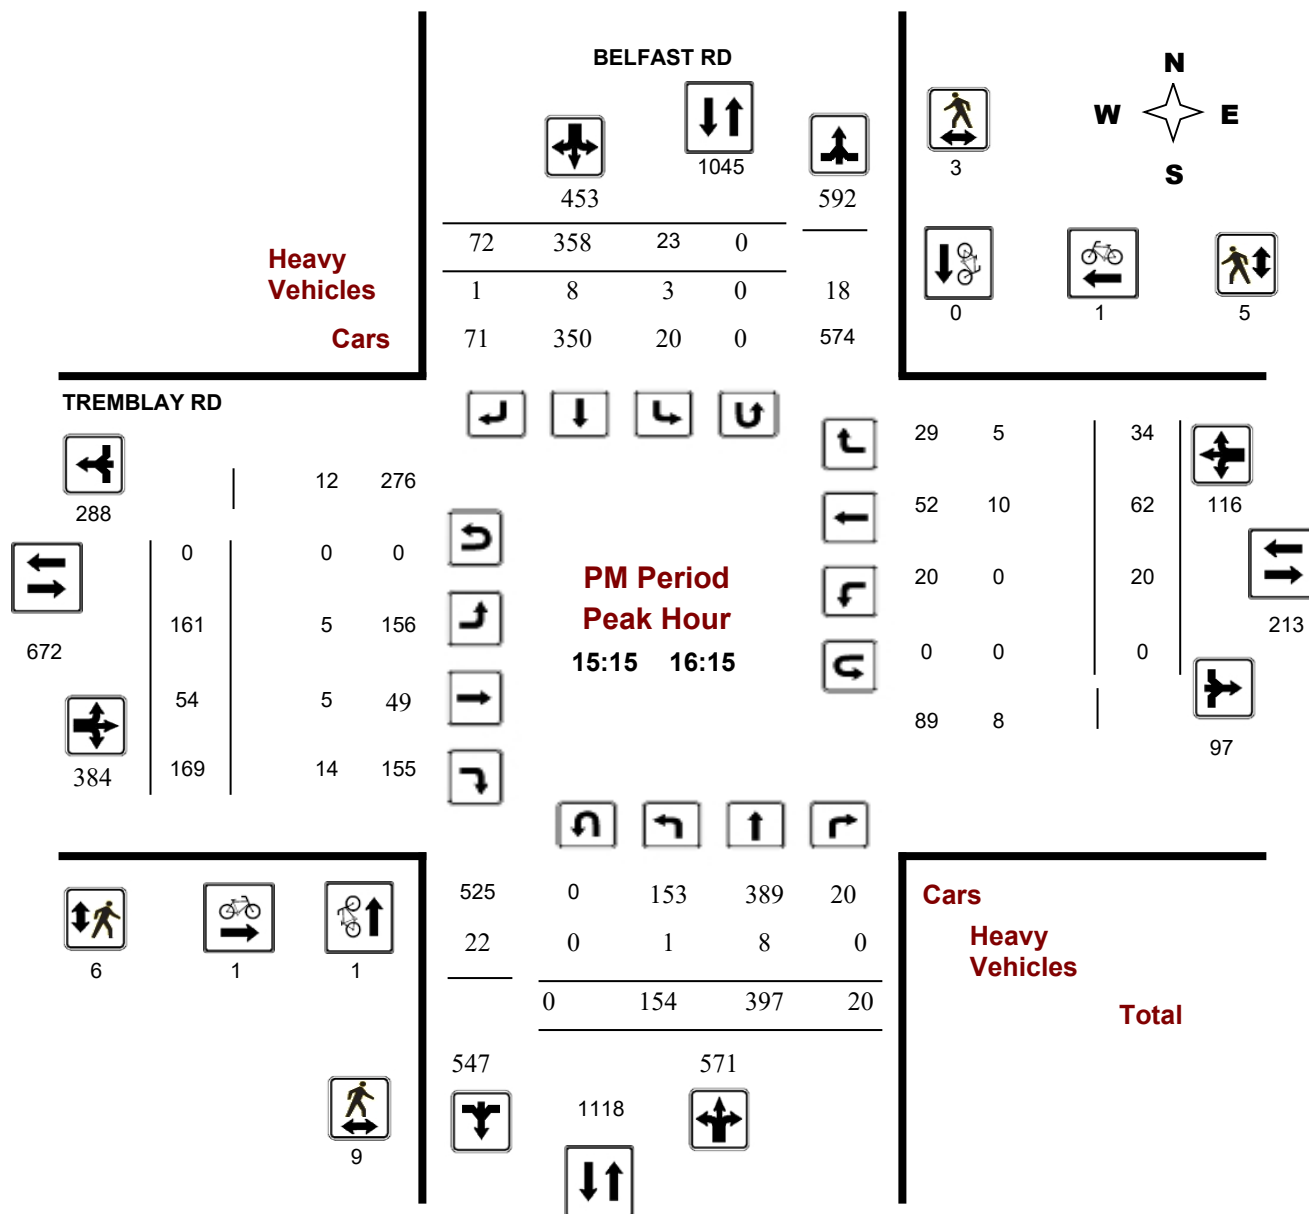 BELFAST RD
N
W E
S
1045
3
453
592
72 358 23 0
Heavy
Vehicles
1 8 3 0 18
0 1 5
Cars
71 350 20 0 574
TREMBLAY RD
29 5 34
12 276
288
52 10 62 116
0 0 0
PM Period
20 0 20
Peak Hour
161 5 156
213
672
15:15 16:15
0 0 0
54 5 49
89 8
97
384
169 14 155
525 0 153 389 20
Cars
22 0 1 8 0
Heavy
Vehicles
6 1 1
0 154 397 20
Total
547 571
1118
9